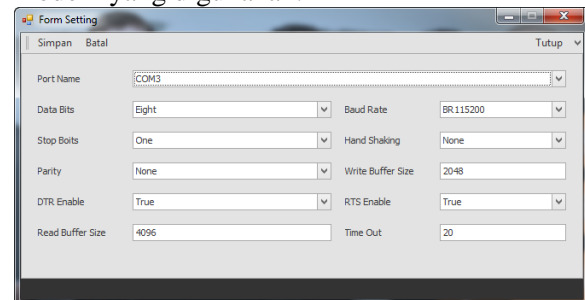 Form Setting
Simpan Batal Tutup
Port Name COM3
Data Bits Eight Baud Rate BR115200
Stop Boits One Hand Shaking None
Parity None Write Buffer Size 2048
DTR Enable True RTS Enable True
Read Buffer Size 4096 Time Out 20